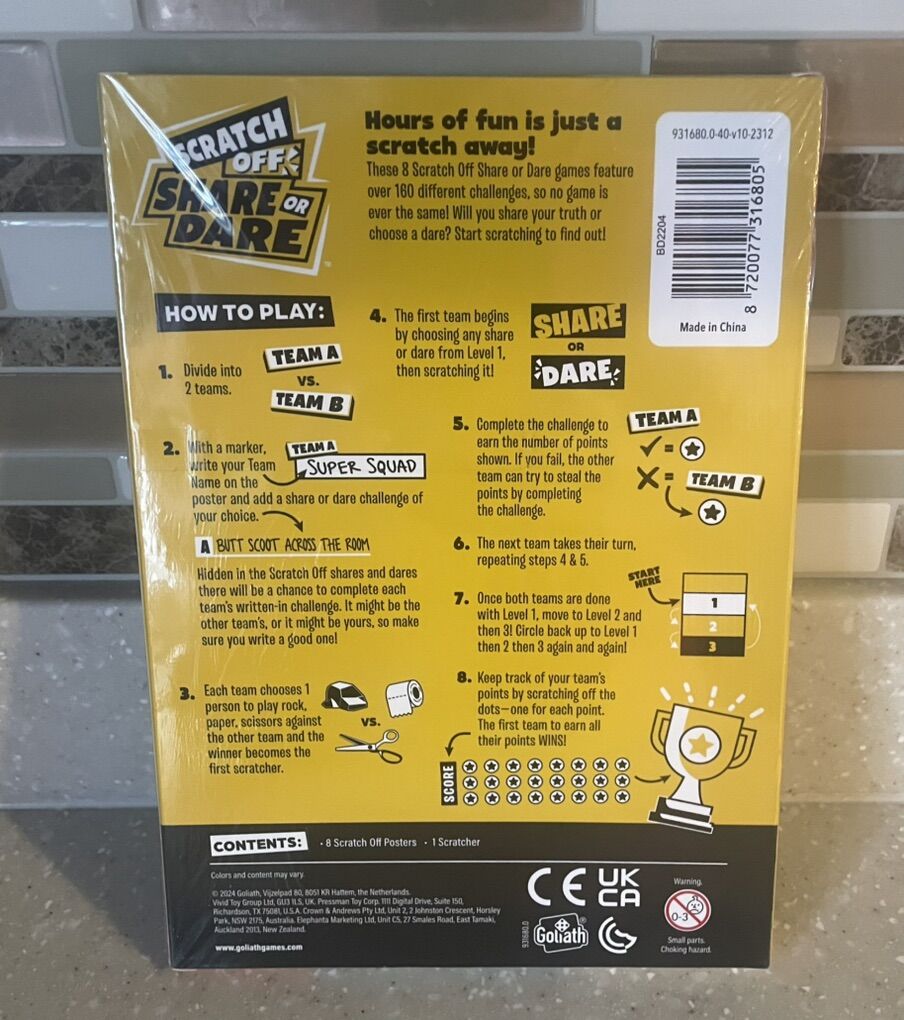 SCRATCH
OFF
SHARE OR
DARE
Hours of fun is just a
scratch away!
These 8 Scratch Off Share or Dare games feature
over 160 different challenges, so no game is
ever the same! Will you share your truth or
choose a dare? Start scratching to find out!
931680.0-40-v10-2312
BD2204
8 720077 316805
Made in China
HOW TO PLAY:
1. Divide into
2 teams.
TEAM A
VS.
TEAM B
2. With a marker,
write your Team
Name on the
poster and add a share or dare challenge of
your choice.
TEAM A
SUPER SQUAD
A BUTT SCOOT ACROSS THE ROOM
Hidden in the Scratch Off shares and dares
there will be a chance to complete each
team's written-in challenge. It might be the
other team's, or it might be yours, so make
sure you write a good one!
3. Each team chooses 1
person to play rock,
paper, scissors against
the other team and the
winner becomes the
first scratcher.
VS.
4. The first team begins
by choosing any share
or dare from Level 1,
then scratching it!
SHARE
OR
DARE
5. Complete the challenge to
earn the number of points
shown. If you fail, the other
team can try to steal the
points by completing
the challenge.
TEAM A
=
= TEAM B
6. The next team takes their turn,
repeating steps 4 & 5.
7. Once both teams are done
with Level 1, move to Level 2 and
then 3! Circle back up to Level 1
then 2 then 3 again and again!
START
HERE
1
2
3
8. Keep track of your team's
points by scratching off the
dots—one for each point.
The first team to earn all
their points WINS!
SCORE
CONTENTS: • 8 Scratch Off Posters • 1 Scratcher
Colors and content may vary.
© 2024 Goliath, Vijzelpad 80, 8051 KR Hattem, the Netherlands.
Vivid Toy Group Ltd, GU3 1LS, UK. Pressman Toy Corp. 1111 Digital Drive, Suite 150,
Richardson, TX 75081, U.S.A. Crown & Andrews Pty Ltd, Unit 2, 2 Johnston Crescent, Horsley
Park, NSW 2175, Australia. Elephanta Marketing Ltd, Unit C5, 27 Smales Road, East Tamaki,
Auckland 2013, New Zealand.
www.goliathgames.com
CE
UK
CA
931680.0
Goliath
Warning.
0-3
Small parts.
Choking hazard.